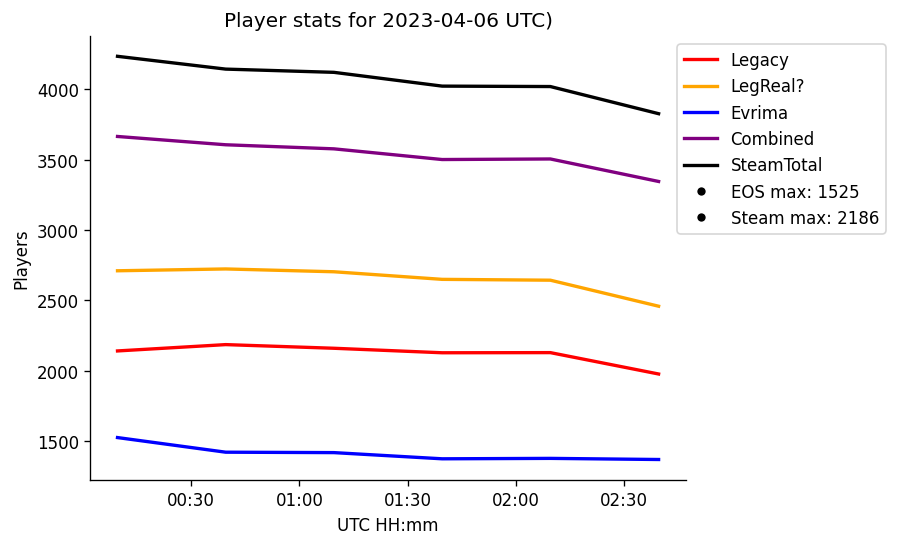 Player stats for 2023-04-06 UTC)
Legacy
LegReal?
Evrima
Combined
SteamTotal
EOS max: 1525
Steam max: 2186
Players
4000
3500
3000
2500
2000
1500
00:30 01:00 01:30 02:00 02:30
UTC HH:mm